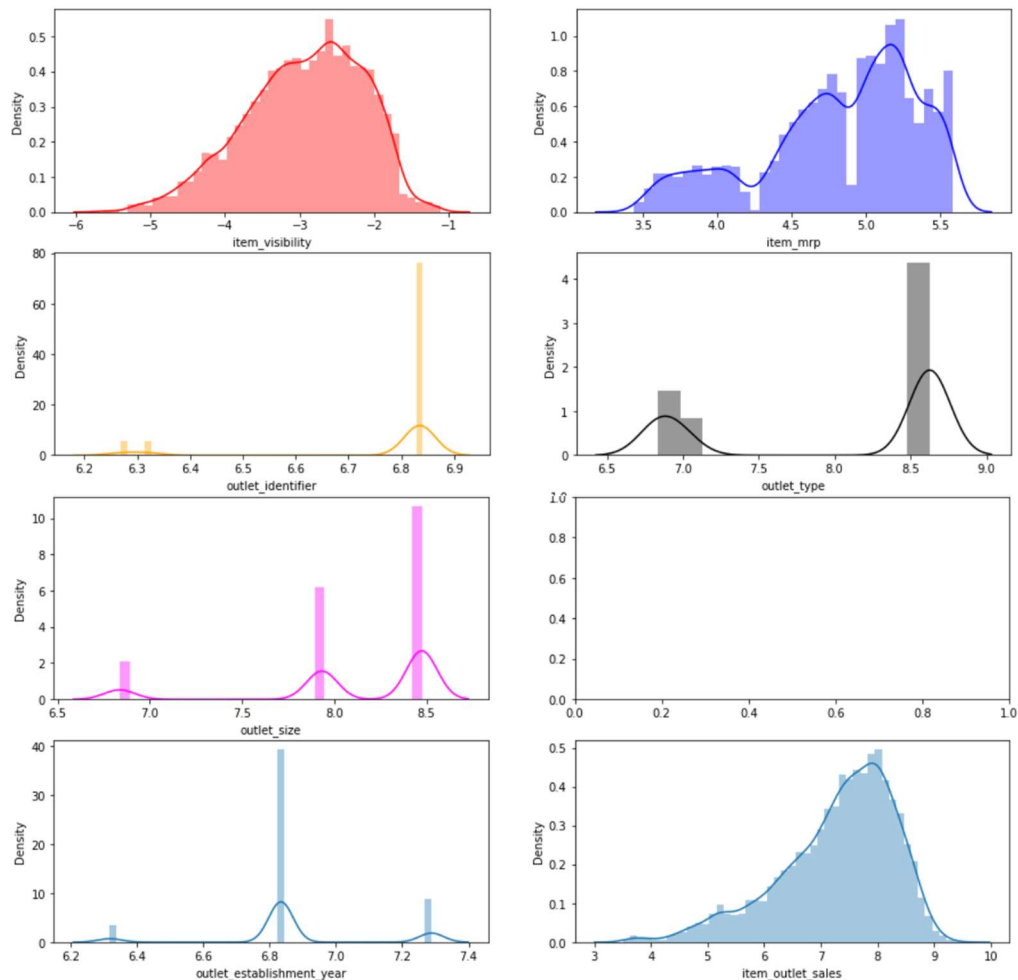 Density
0.5
0.4
0.3
0.2
0.1
0.0
−6 −5 −4 −3 −2 −1
item_visibility
Density
1.0
0.8
0.6
0.4
0.2
0.0
3.5 4.0 4.5 5.0 5.5
item_mrp
Density
80
60
40
20
0
6.2 6.3 6.4 6.5 6.6 6.7 6.8 6.9
outlet_identifier
Density
4
3
2
1
0
6.5 7.0 7.5 8.0 8.5 9.0
outlet_type
Density
10
8
6
4
2
0
6.5 7.0 7.5 8.0 8.5
outlet_size
1.0
0.8
0.6
0.4
0.2
0.0
0.0 0.2 0.4 0.6 0.8 1.0
Density
40
30
20
10
0
6.2 6.4 6.6 6.8 7.0 7.2 7.4
outlet_establishment_year
Density
0.5
0.4
0.3
0.2
0.1
0.0
3 4 5 6 7 8 9 10
item_outlet_sales